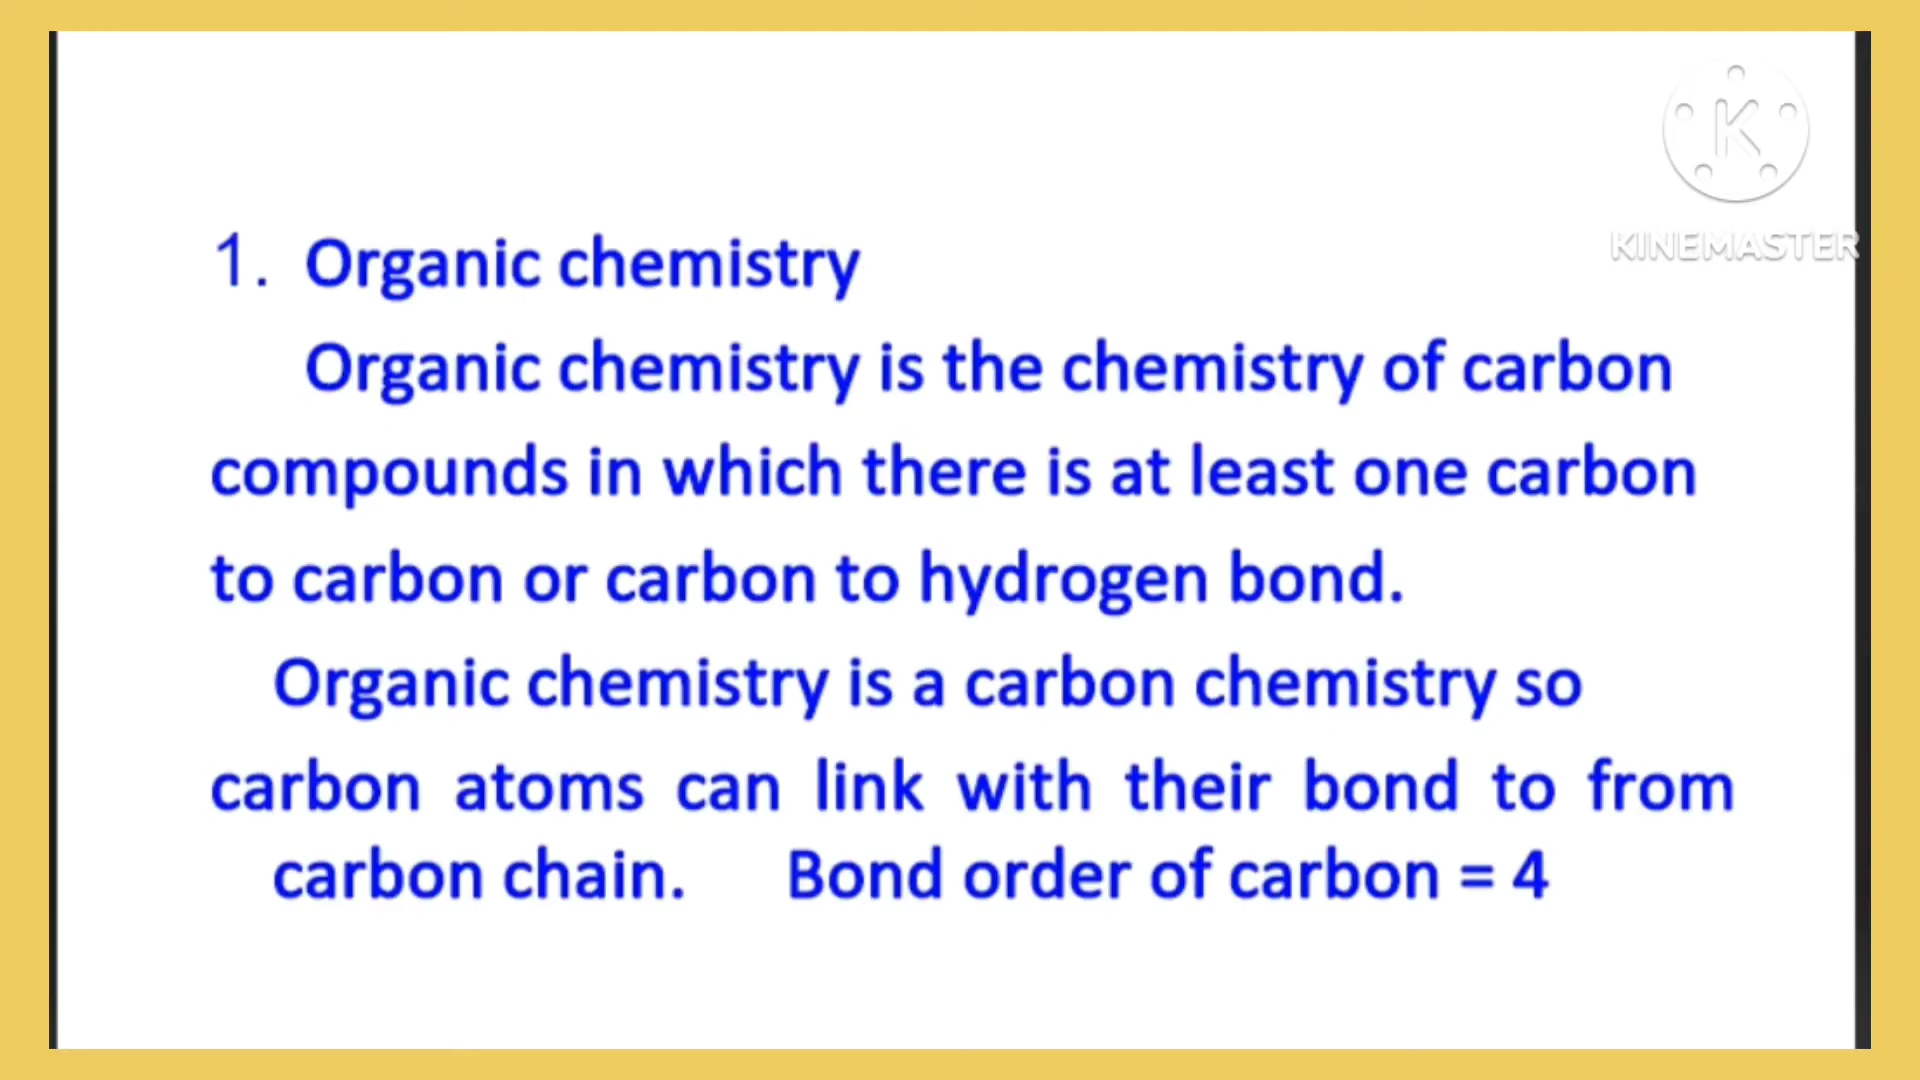 KINEMASTER
1. Organic chemistry
Organic chemistry is the chemistry of carbon
compounds in which there is at least one carbon
to carbon or carbon to hydrogen bond.
Organic chemistry is a carbon chemistry so
carbon atoms can link with their bond to from
carbon chain. Bond order of carbon = 4